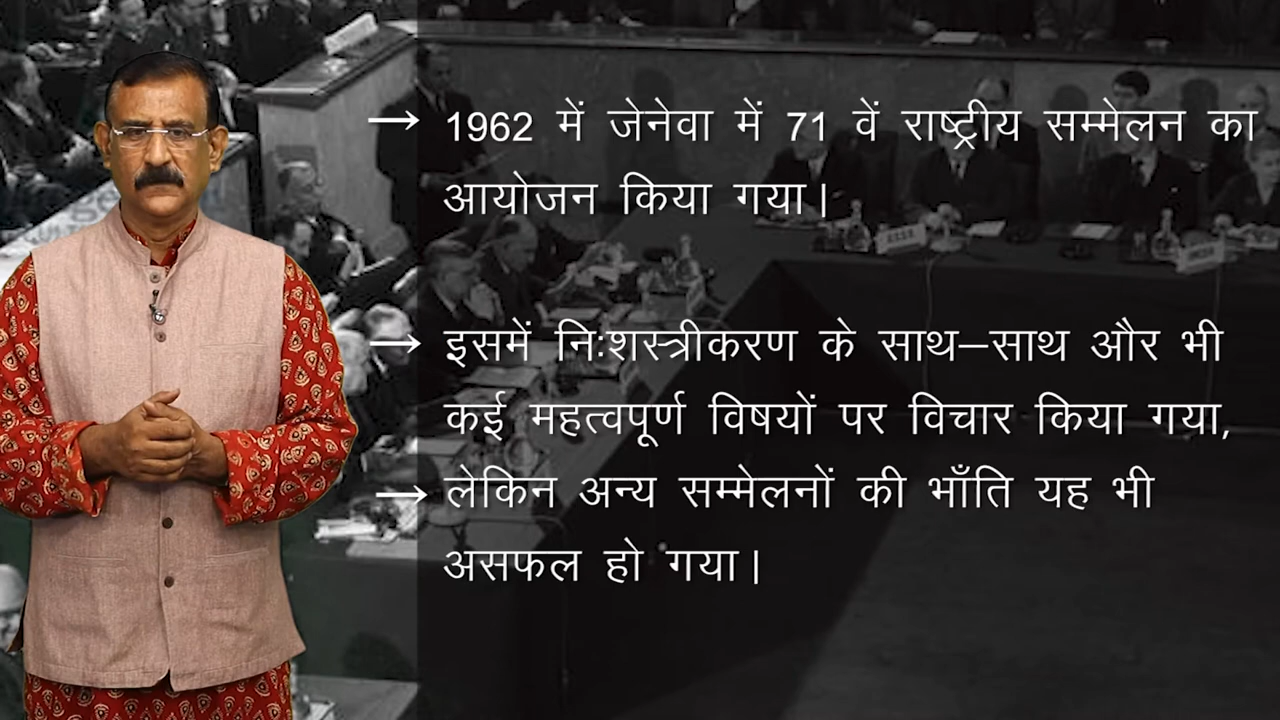 → 1962 में जेनेवा में 71 वें राष्ट्रीय सम्मेलन का
आयोजन किया गया।
→ इसमें निःशस्त्रीकरण के साथ–साथ और भी
कई महत्वपूर्ण विषयों पर विचार किया गया,
→ लेकिन अन्य सम्मेलनों की भाँति यह भी
असफल हो गया।